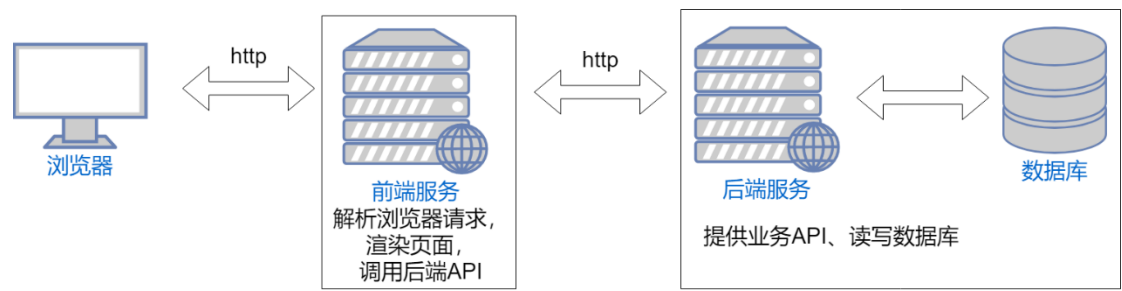 http
http
浏览器
前端服务
解析浏览器请求，
渲染页面，
调用后端API
后端服务
数据库
提供业务API、读写数据库